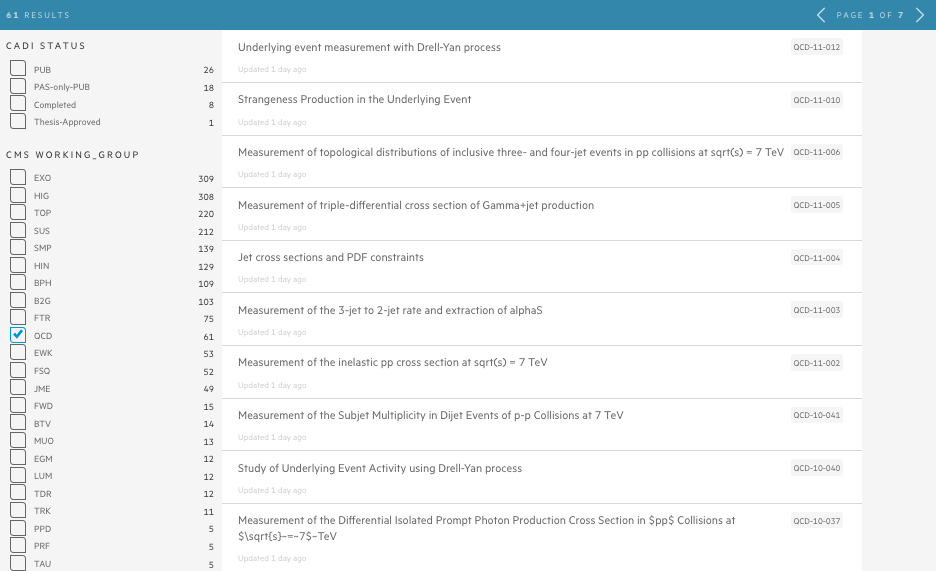 61 RESULTS
PAGE 1 OF 7
CADI STATUS
PUB 26
PAS-only-PUB 18
Completed 8
Thesis-Approved 1
CMS WORKING_GROUP
EXO 309
HIG 308
TOP 220
SUS 212
SMP 139
HIN 129
BPH 109
B2G 103
FTR 75
QCD 61
EWK 53
FSQ 52
JME 49
FWD 15
BTV 14
MUO 13
EGM 12
LUM 12
TDR 12
TRK 11
PPD 5
PRF 5
TAU 5
Underlying event measurement with Drell-Yan process QCD-11-012
Updated 1 day ago
Strangeness Production in the Underlying Event QCD-11-010
Updated 1 day ago
Measurement of topological distributions of inclusive three- and four-jet events in pp collisions at sqrt(s) = 7 TeV QCD-11-006
Updated 1 day ago
Measurement of triple-differential cross section of Gamma+jet production QCD-11-005
Updated 1 day ago
Jet cross sections and PDF constraints QCD-11-004
Updated 1 day ago
Measurement of the 3-jet to 2-jet rate and extraction of alphaS QCD-11-003
Updated 1 day ago
Measurement of the inelastic pp cross section at sqrt(s) = 7 TeV QCD-11-002
Updated 1 day ago
Measurement of the Subjet Multiplicity in Dijet Events of p-p Collisions at 7 TeV QCD-10-041
Updated 1 day ago
Study of Underlying Event Activity using Drell-Yan process QCD-10-040
Updated 1 day ago
Measurement of the Differential Isolated Prompt Photon Production Cross Section in $pp$ Collisions at QCD-10-037
$\sqrt{s}~=~7$~TeV
Updated 1 day ago